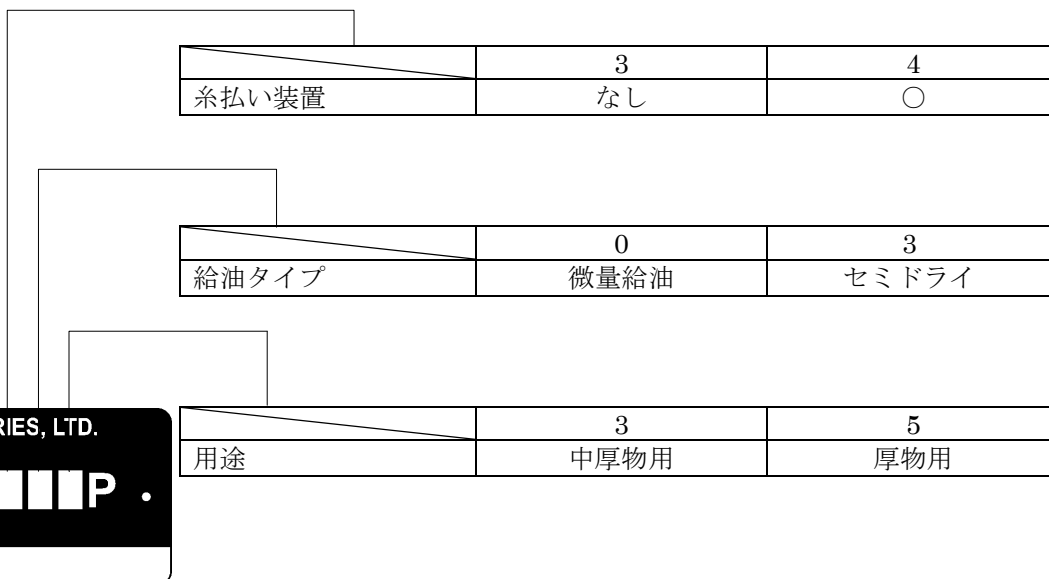 3 4
糸払い装置 なし ○
0 3
給油タイプ 微量給油 セミドライ
3 5
用途 中厚物用 厚物用
RIES, LTD.
P .